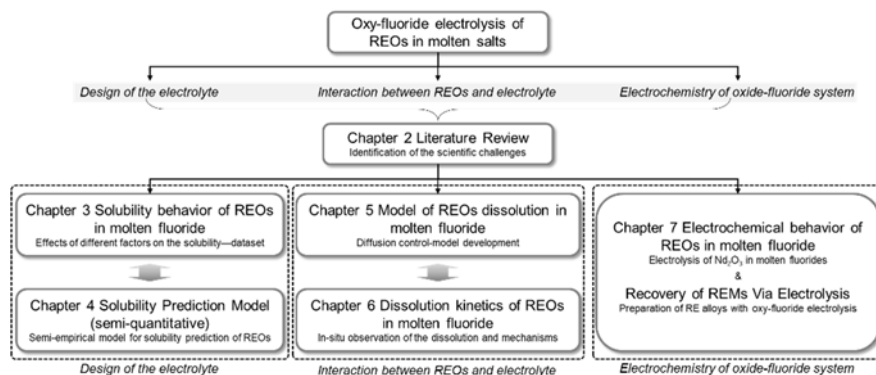 Oxy-fluoride electrolysis of
REOs in molten salts
Design of the electrolyte
Interaction between REOs and electrolyte
Electrochemistry of oxide-fluoride system
Chapter 2 Literature Review
Identification of the scientific challenges
Chapter 3 Solubility behavior of REOs
in molten fluoride
Effects of different factors on the solubility—dataset
Chapter 4 Solubility Prediction Model
(semi-quantitative)
Semi-empirical model for solubility prediction of REOs
Design of the electrolyte
Chapter 5 Model of REOs dissolution in
molten fluoride
Diffusion control-model development
Chapter 6 Dissolution kinetics of REOs
in molten fluoride
In-situ observation of the dissolution and mechanisms
Interaction between REOs and electrolyte
Chapter 7 Electrochemical behavior of
REOs in molten fluoride
Electrolysis of Nd₂O₃ in molten fluorides
&
Recovery of REMs Via Electrolysis
Preparation of RE alloys with oxy-fluoride electrolysis
Electrochemistry of oxide-fluoride system